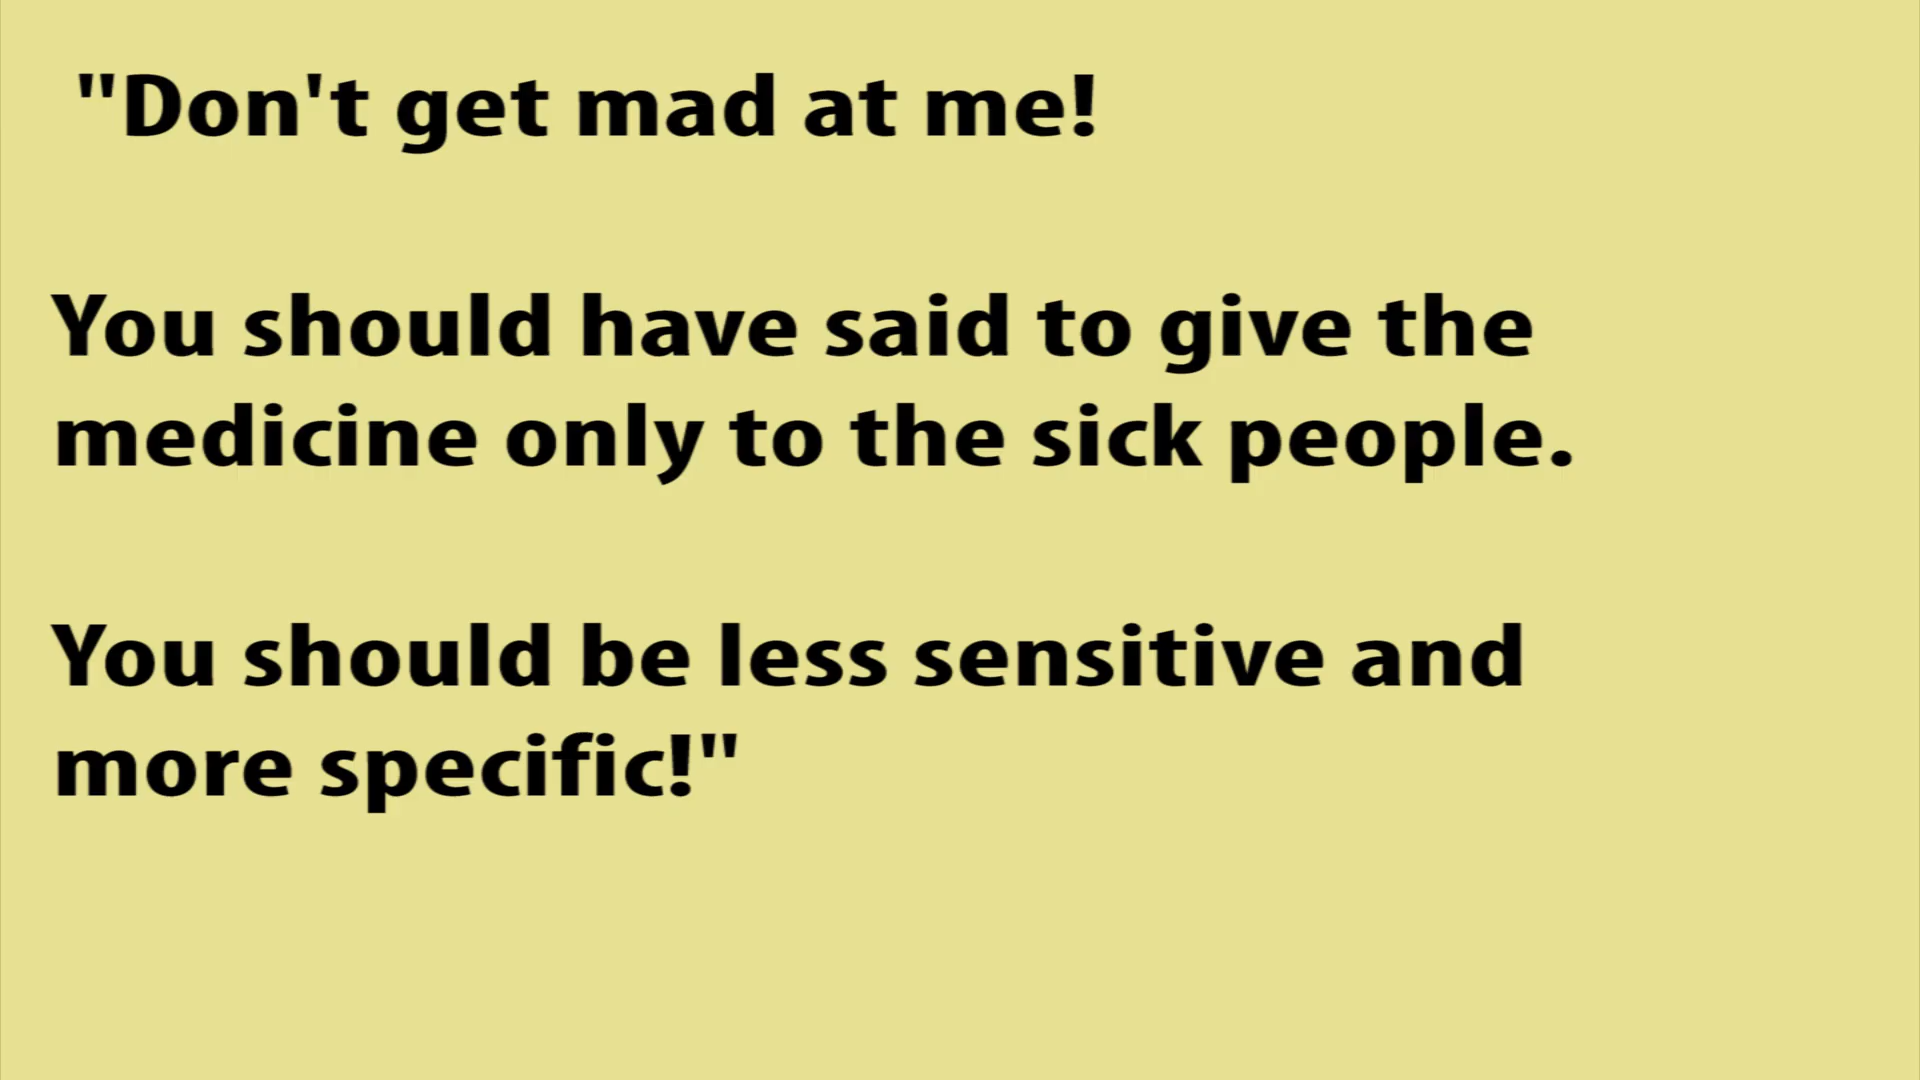 "Don't get mad at me!
You should have said to give the
medicine only to the sick people.
You should be less sensitive and
more specific!"